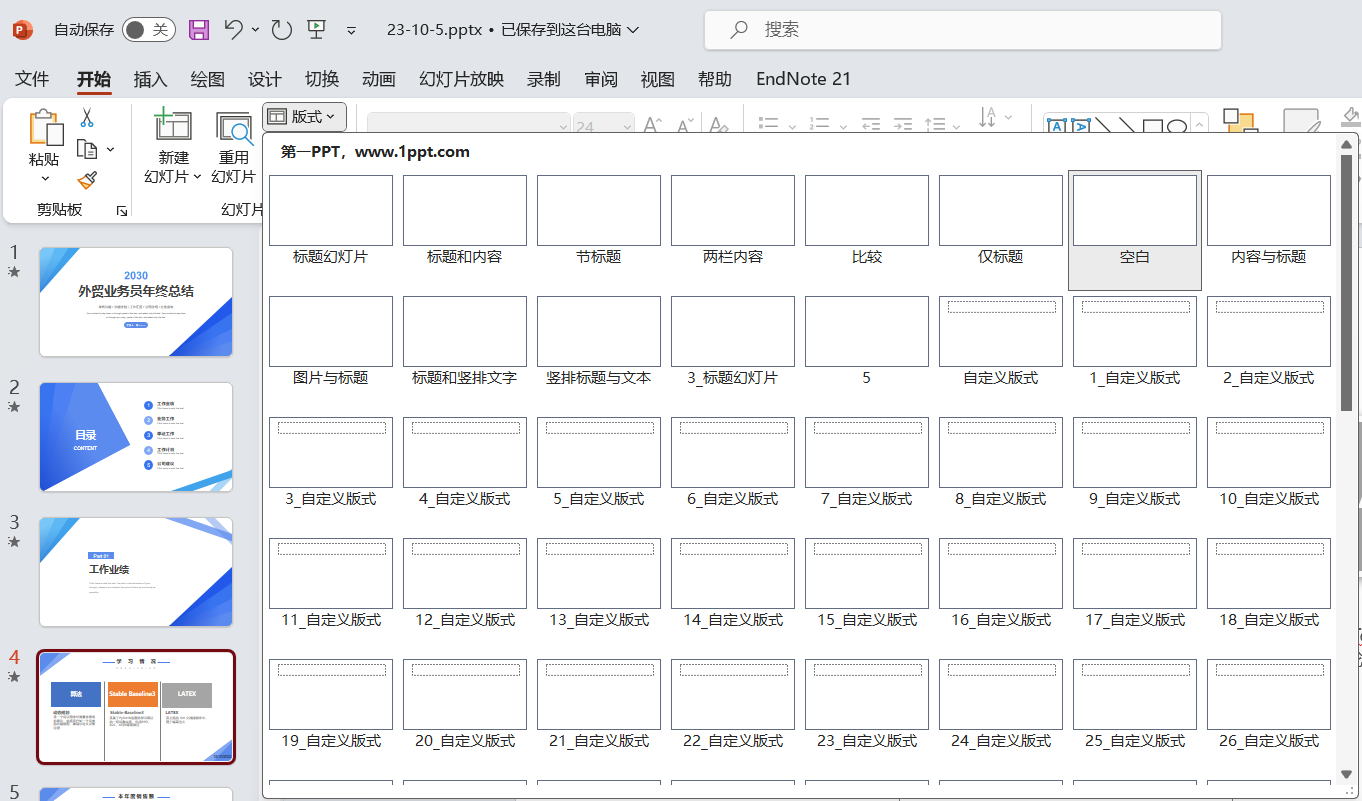 自动保存 关 23-10-5.pptx • 已保存到这台电脑 搜索
文件 开始 插入 绘图 设计 切换 动画 幻灯片放映 录制 审阅 视图 帮助 EndNote 21
版式 24
粘贴 新建 幻灯片 重用 幻灯片
剪贴板 幻灯片
第一PPT，www.1ppt.com
标题幻灯片 标题和内容 节标题 两栏内容 比较 仅标题 空白 内容与标题
图片与标题 标题和竖排文字 竖排标题与文本 3_标题幻灯片 5 自定义版式 1_自定义版式 2_自定义版式
3_自定义版式 4_自定义版式 5_自定义版式 6_自定义版式 7_自定义版式 8_自定义版式 9_自定义版式 10_自定义版式
11_自定义版式 12_自定义版式 13_自定义版式 14_自定义版式 15_自定义版式 16_自定义版式 17_自定义版式 18_自定义版式
19_自定义版式 20_自定义版式 21_自定义版式 22_自定义版式 23_自定义版式 24_自定义版式 25_自定义版式 26_自定义版式
1
2030
外贸业务员年终总结
2
目录
CONTENT
1 工作业绩
2
3
4 工作计划
5
3
Part 01
工作业绩
4
学习情况
算法 Stable Baseline3 LATEX
Stable-Baseline3 LATEX
5
本年度销售额